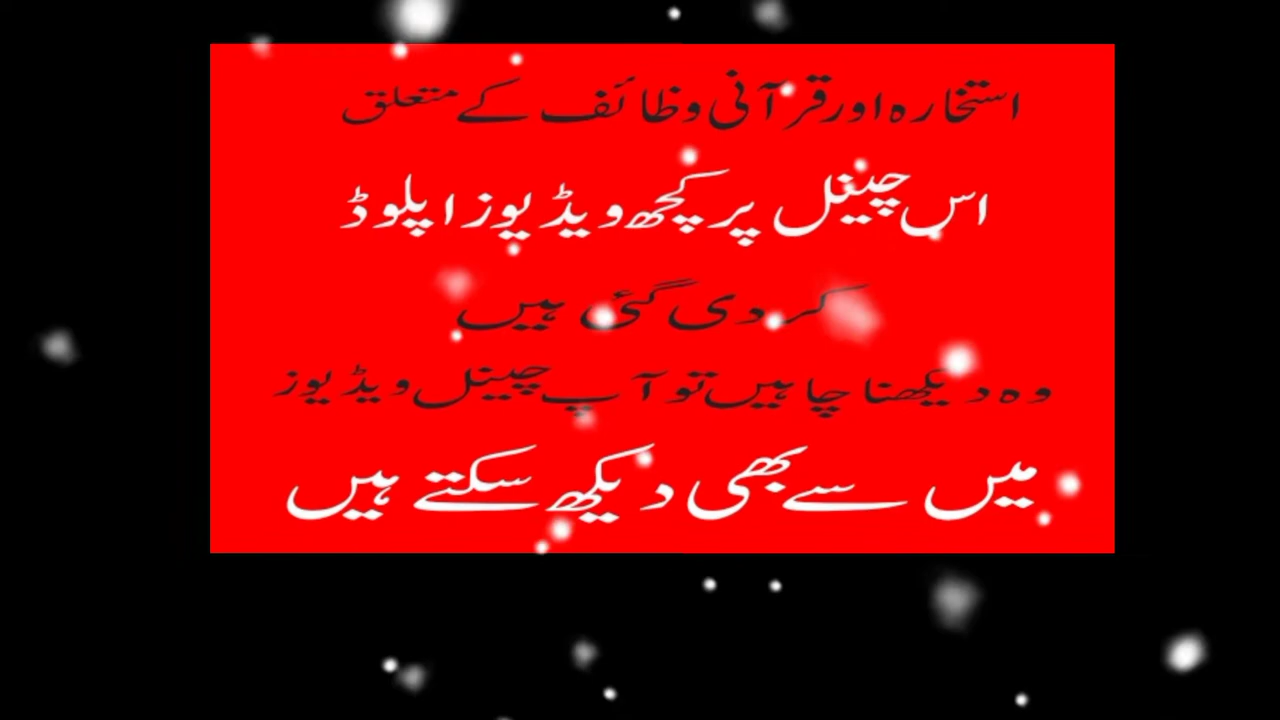 استخارہ اور قرآنی وظائف کے متعلق
اس چینل پر کچھ ویڈیوز اپلوڈ
کر دی گئی ہیں
وہ دیکھنا چاہیں تو آپ چینل ویڈیوز
میں سے بھی دیکھ سکتے ہیں